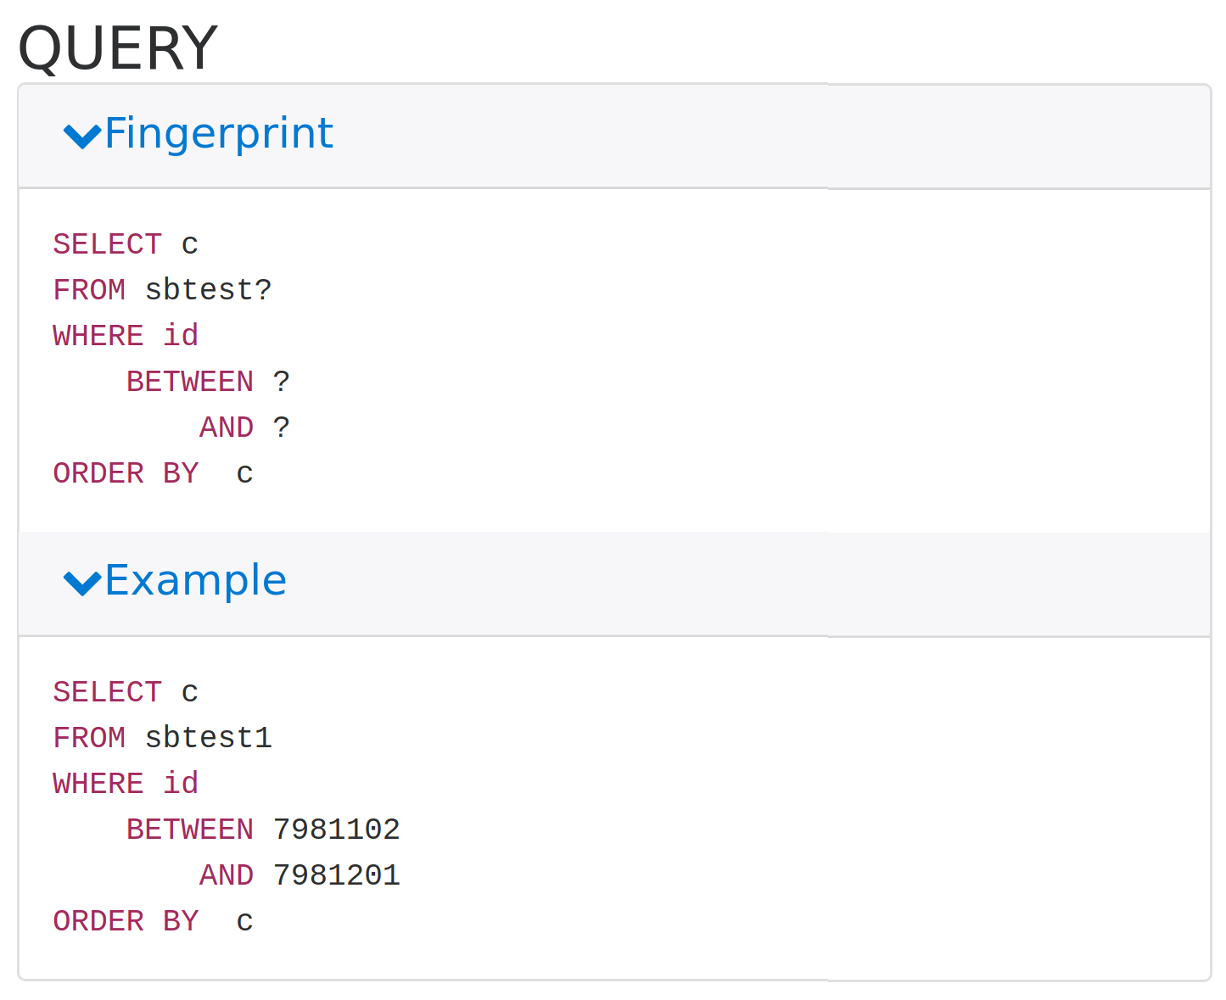 QUERY
Fingerprint
SELECT c
FROM sbtest?
WHERE id
    BETWEEN ?
        AND ?
ORDER BY  c
Example
SELECT c
FROM sbtest1
WHERE id
    BETWEEN 7981102
        AND 7981201
ORDER BY  c